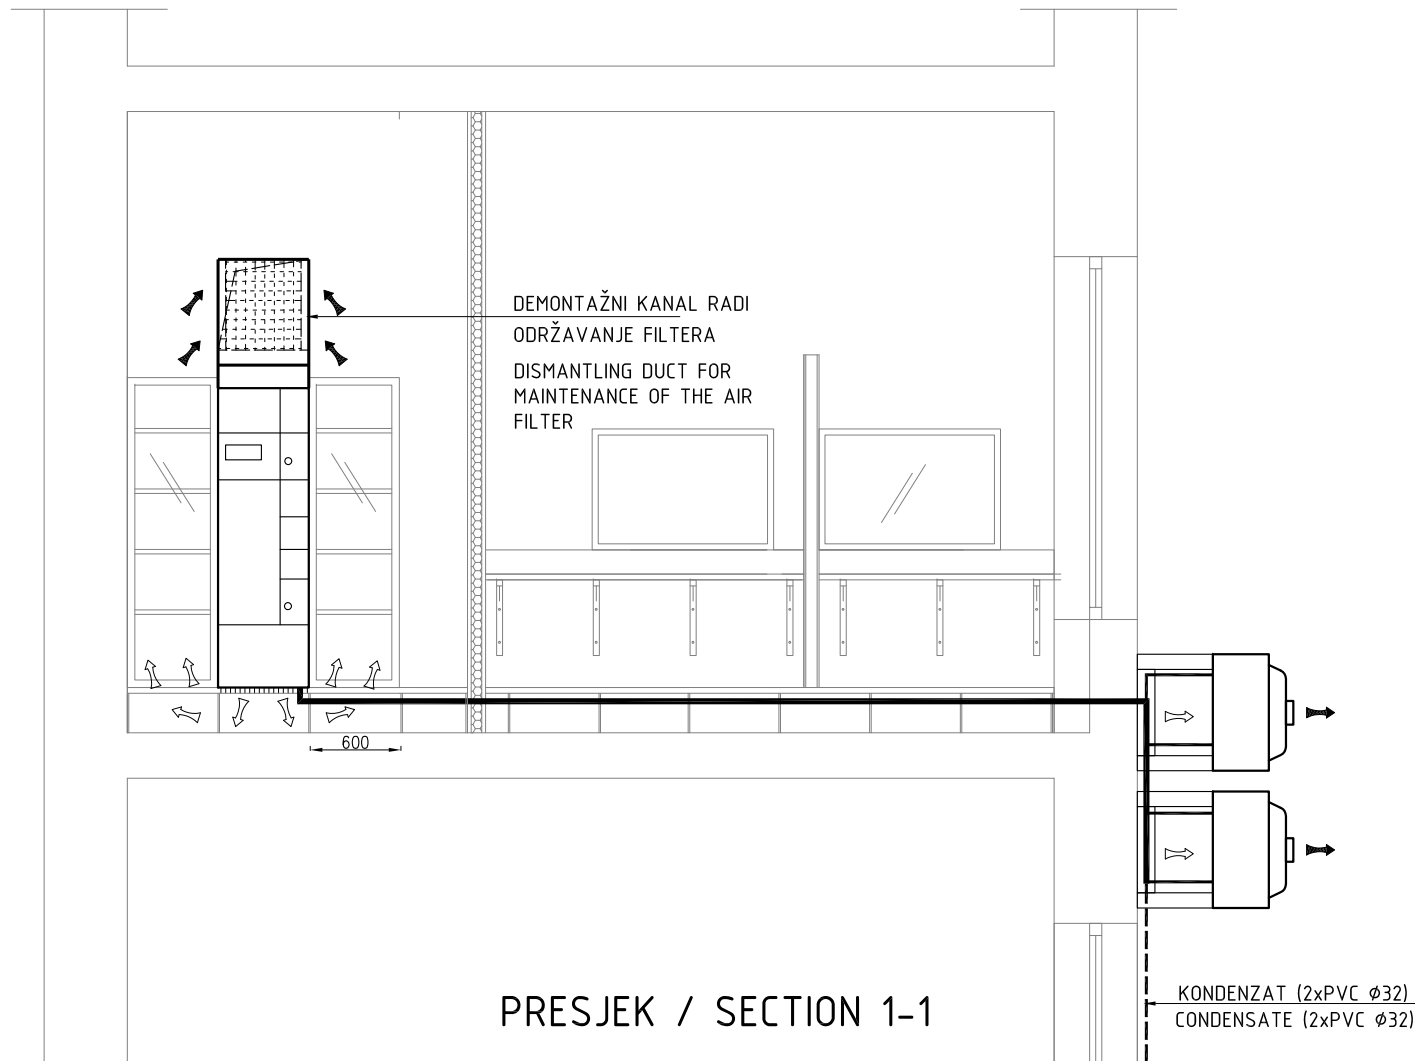 DEMONTAŽNI KANAL RADI
ODRŽAVANJE FILTERA
DISMANTLING DUCT FOR
MAINTENANCE OF THE AIR
FILTER
600
KONDENZAT (2xPVC Ø32)
CONDENSATE (2xPVC Ø32)
PRESJEK / SECTION 1-1